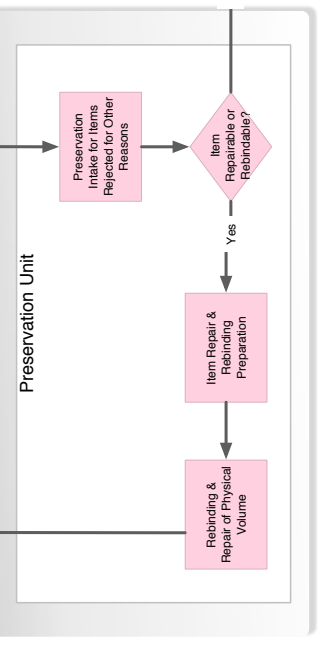 Preservation Unit
Preservation
Intake for Items
Rejected for Other
Reasons
Item
Repairable or
Rebindable?
Yes
Item Repair &
Rebinding
Preparation
Rebinding &
Repair of Physical
Volume